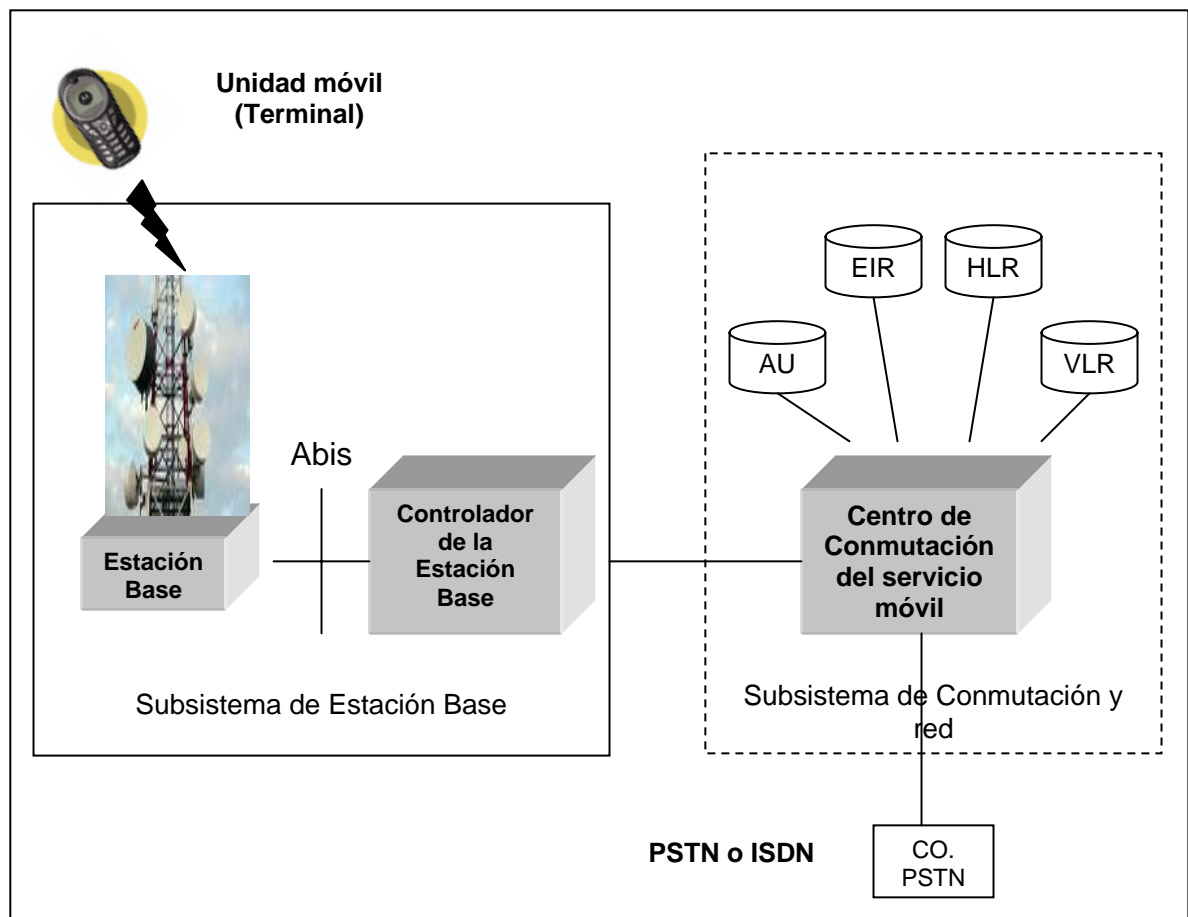 Unidad móvil
(Terminal)
EIR
HLR
AU
VLR
Abis
Estación
Base
Controlador
de la
Estación
Base
Centro de
Conmutación
del servicio
móvil
Subsistema de Estación Base
Subsistema de Conmutación y
red
PSTN o ISDN
CO.
PSTN